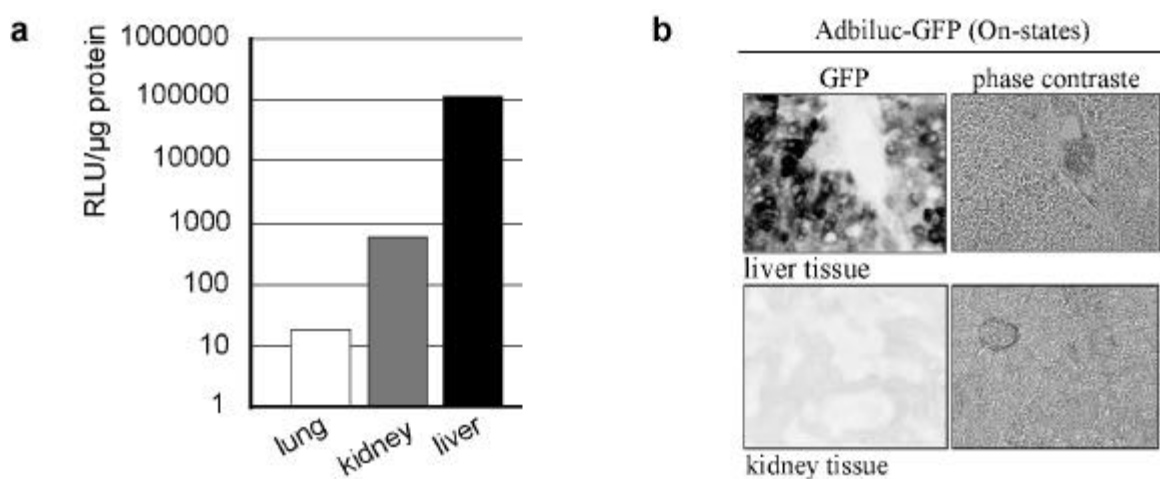 a
RLU/µg protein
1000000
100000
10000
1000
100
10
1
lung
kidney
liver
b
Adbiluc-GFP (On-states)
GFP
phase contraste
liver tissue
kidney tissue